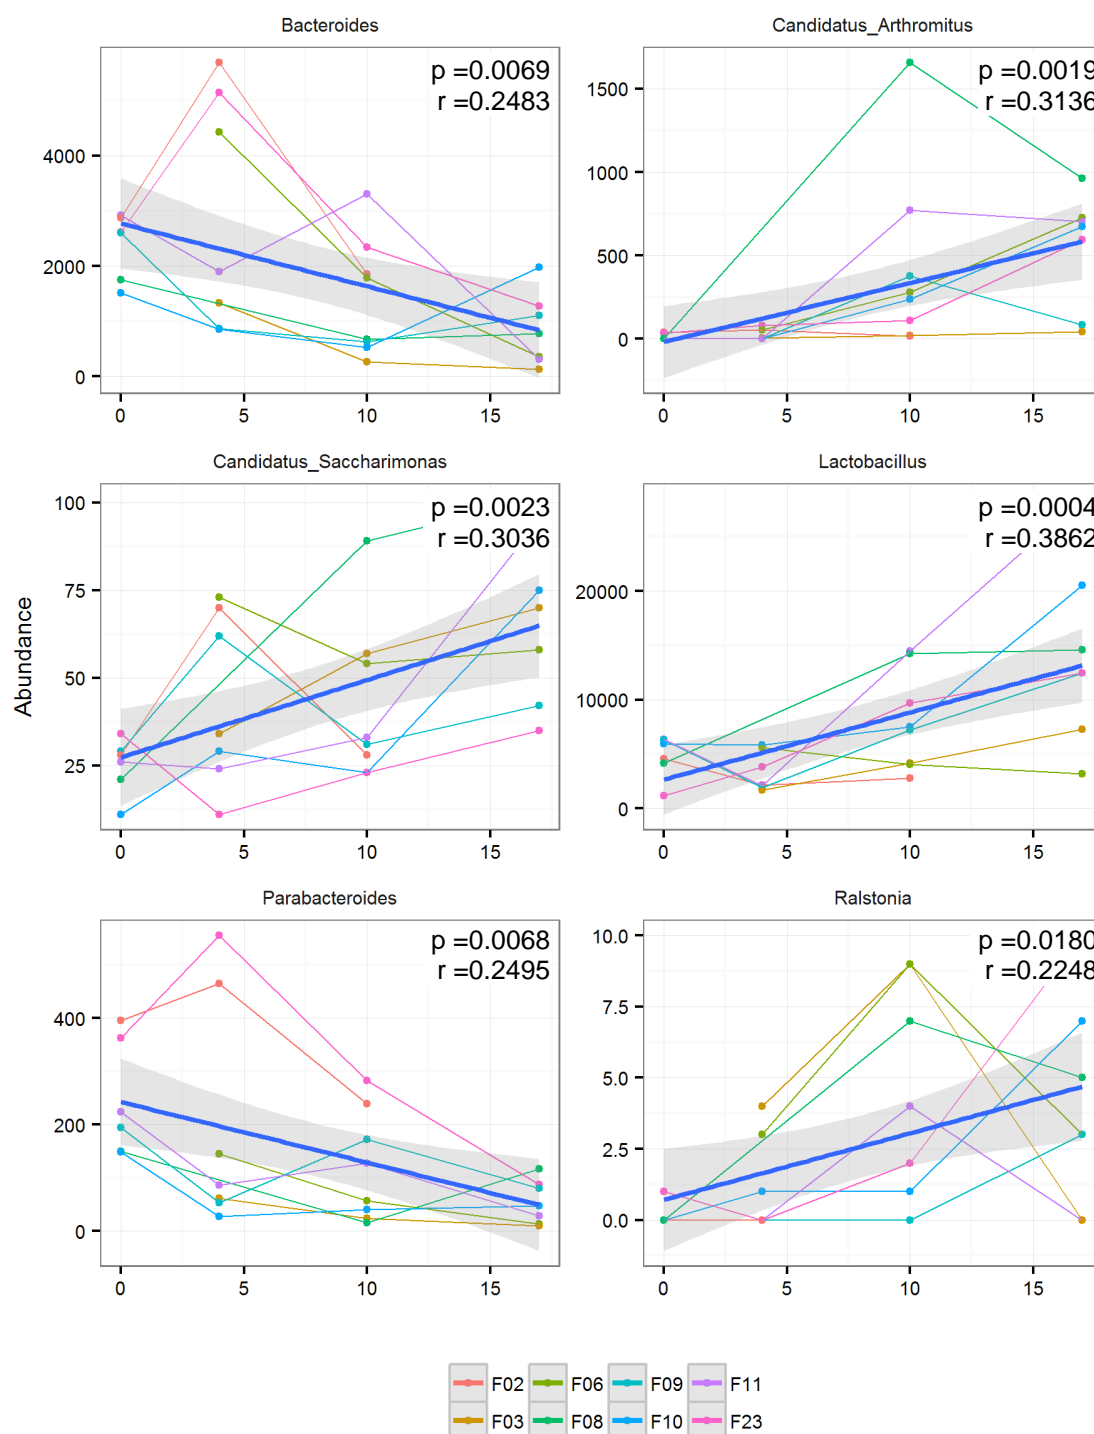 Bacteroides
p =0.0069
r =0.2483
4000
2000
0
0 5 10 15
Candidatus_Arthromitus
p =0.0019
r =0.3136
1500
1000
500
0
0 5 10 15
Candidatus_Saccharimonas
p =0.0023
r =0.3036
100
75
50
25
0 5 10 15
Lactobacillus
p =0.0004
r =0.3862
20000
10000
0
0 5 10 15
Abundance
Parabacteroides
p =0.0068
r =0.2495
400
200
0
0 5 10 15
Ralstonia
p =0.0180
r =0.2248
10.0
7.5
5.0
2.5
0.0
0 5 10 15
F02 F06 F09 F11
F03 F08 F10 F23